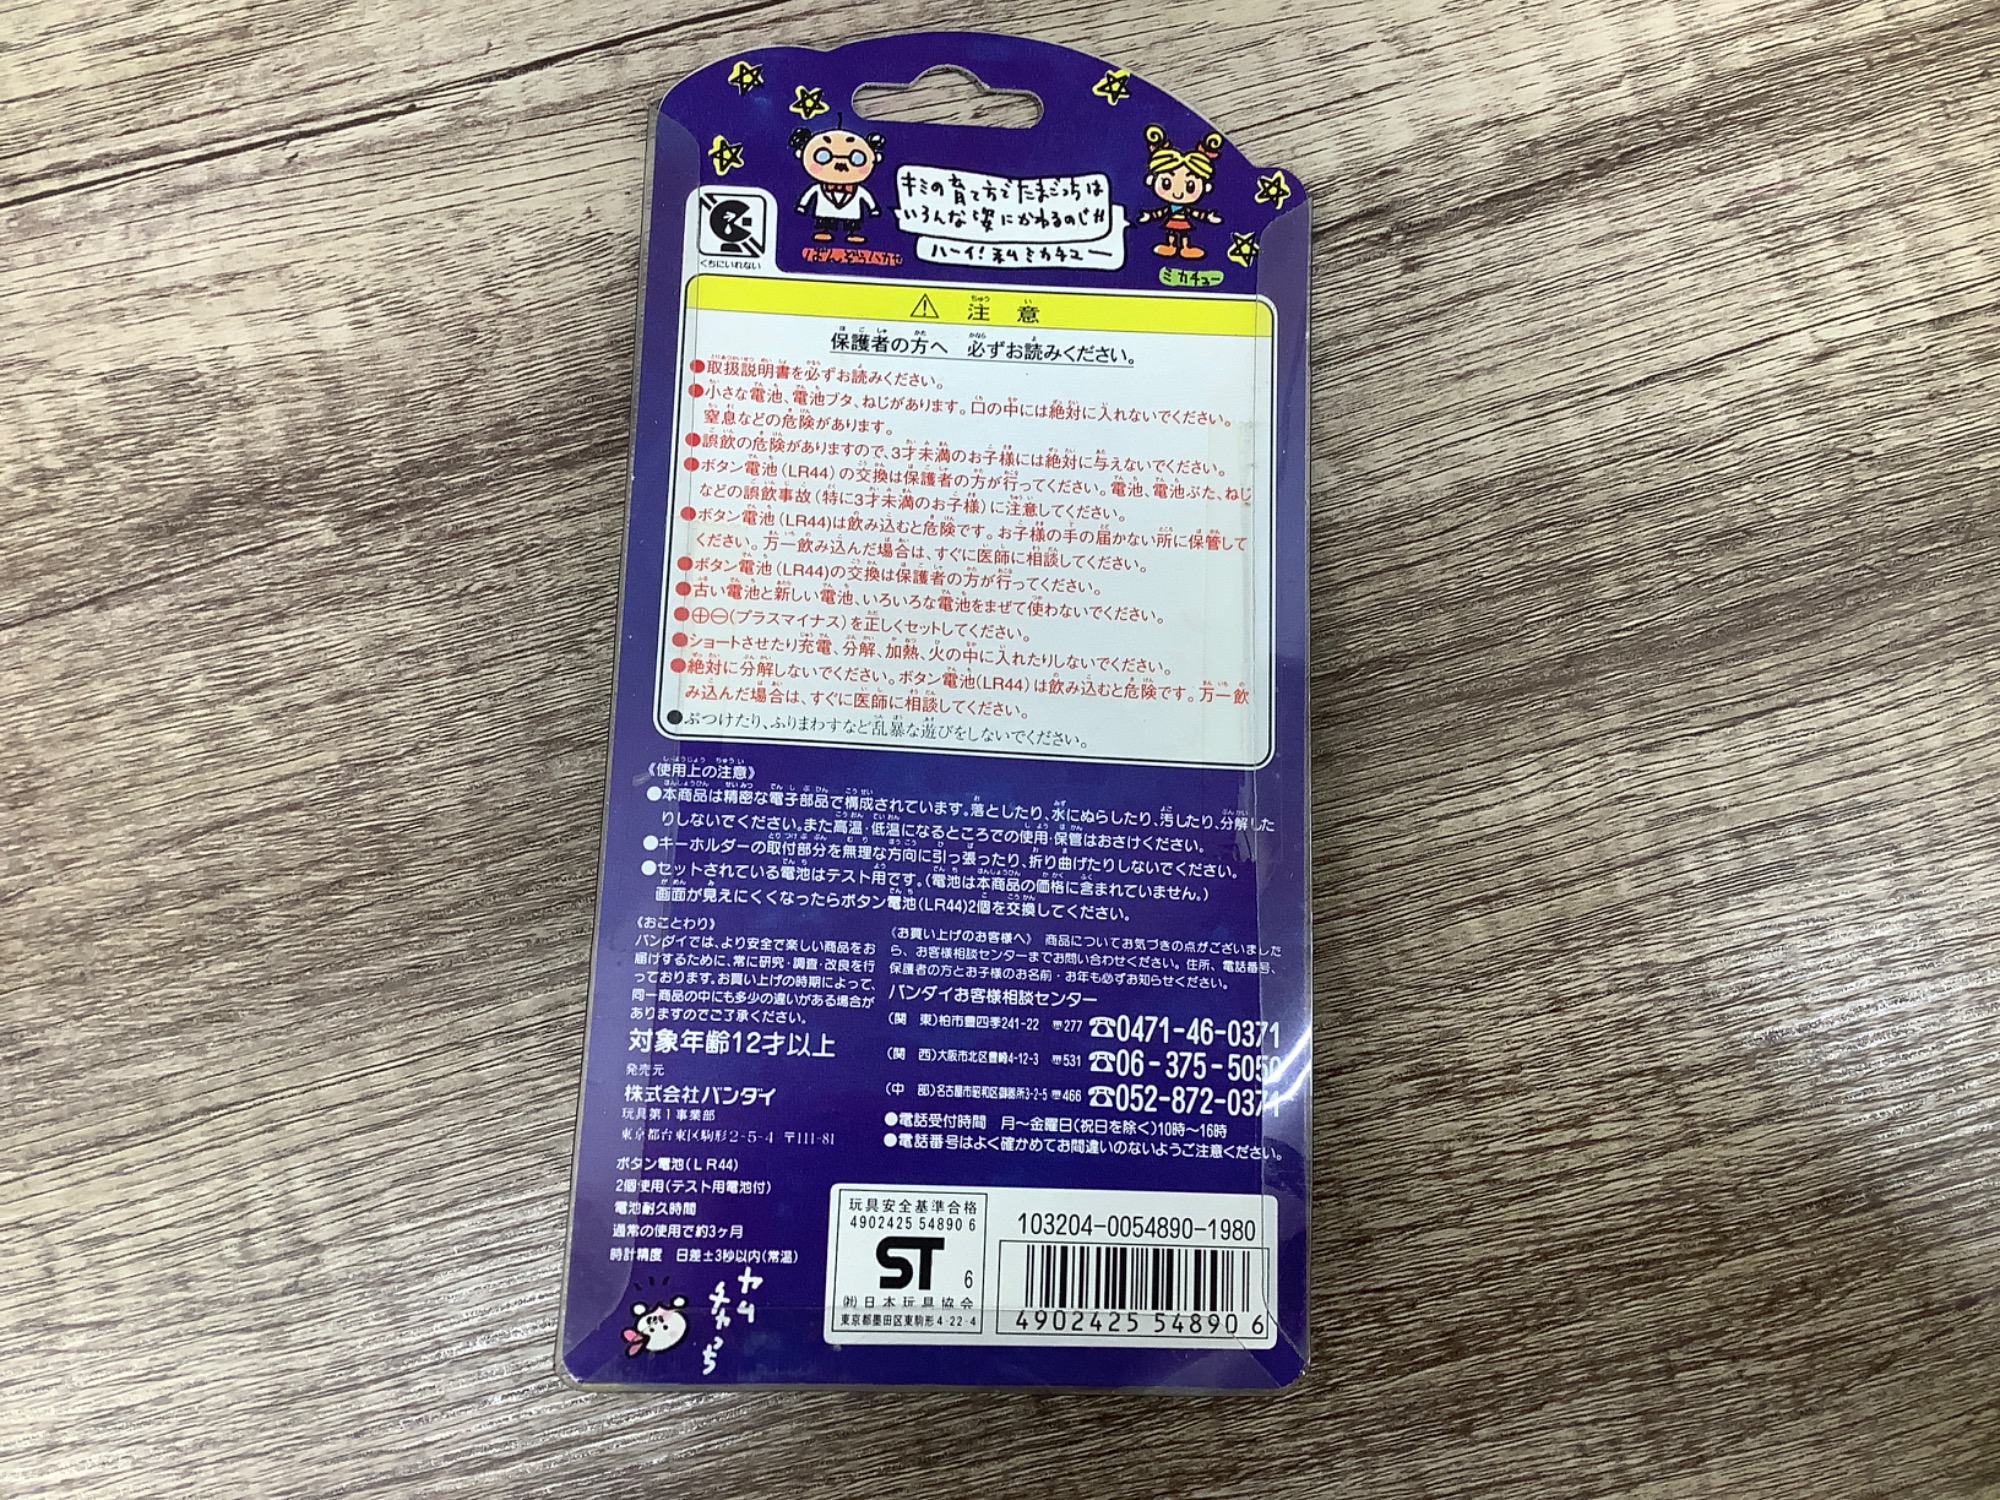 キミの育て方でたまごっちは
いろんな姿にかわるのじゃ!!
ハーイ!私ミカチュー
くちにいれない
ばんぞうハカセ
ミカチュー
注意
保護者の方へ 必ずお読みください。
●取扱説明書を必ずお読みください。
●小さな電池、電池ブタ、ねじがあります。口の中には絶対に入れないでください。
窒息などの危険があります。
●誤飲の危険がありますので、3才未満のお子様には絶対に与えないでください。
●ボタン電池(LR44)の交換は保護者の方が行ってください。電池、電池ぶた、ねじ
などの誤飲事故(特に3才未満のお子様)に注意してください。
●ボタン電池(LR44)は飲み込むと危険です。お子様の手の届かない所に保管して
ください。万一飲み込んだ場合は、すぐに医師に相談してください。
●ボタン電池(LR44)の交換は保護者の方が行ってください。
●古い電池と新しい電池、いろいろな電池をまぜて使わないでください。
●⊕⊖(プラスマイナス)を正しくセットしてください。
●ショートさせたり充電、分解、加熱、火の中に入れたりしないでください。
●絶対に分解しないでください。ボタン電池(LR44)は飲み込むと危険です。万一飲
み込んだ場合は、すぐに医師に相談してください。
●ぶつけたり、ふりまわすなど乱暴な遊びをしないでください。
《使用上の注意》
●本商品は精密な電子部品で構成されています。落としたり、水にぬらしたり、汚したり、分解した
りしないでください。また高温・低温になるところでの使用・保管はおさけください。
●キーホルダーの取付部分を無理な方向に引っ張ったり、折り曲げたりしないでください。
●セットされている電池はテスト用です。(電池は本商品の価格に含まれていません。)
画面が見えにくくなったらボタン電池(LR44)2個を交換してください。
《おことわり》
バンダイでは、より安全で楽しい商品をお
届けするために、常に研究・調査・改良を行
っております。お買い上げの時期によって、
同一商品の中にも多少の違いがある場合が
ありますのでご了承ください。
対象年齢12才以上
発売元
株式会社バンダイ
玩具第1事業部
東京都台東区駒形2-5-4 〒111-81
《お買い上げのお客様へ》 商品についてお気づきの点がございました
ら、お客様相談センターまでお問い合わせください。住所、電話番号、
保護者の方とお子様のお名前・お年も必ずお知らせください。
バンダイお客様相談センター
(関 東)柏市豊四季241-22 〒277 ☎0471-46-0371
(関 西)大阪市北区豊崎4-12-3 〒531 ☎06-375-5050
(中 部)名古屋市昭和区御器所3-2-5 〒466 ☎052-872-0371
●電話受付時間 月〜金曜日(祝日を除く)10時〜16時
●電話番号はよく確かめてお間違いのないようご注意ください。
ボタン電池(LR44)
2個使用(テスト用電池付)
電池耐久時間
通常の使用で約3ヶ月
時計精度 日差±3秒以内(常温)
玩具安全基準合格
4902425 54890 6
ST 6
(社)日本玩具協会
東京都墨田区東駒形4-22-4
103204-0054890-1980
4902425 548906